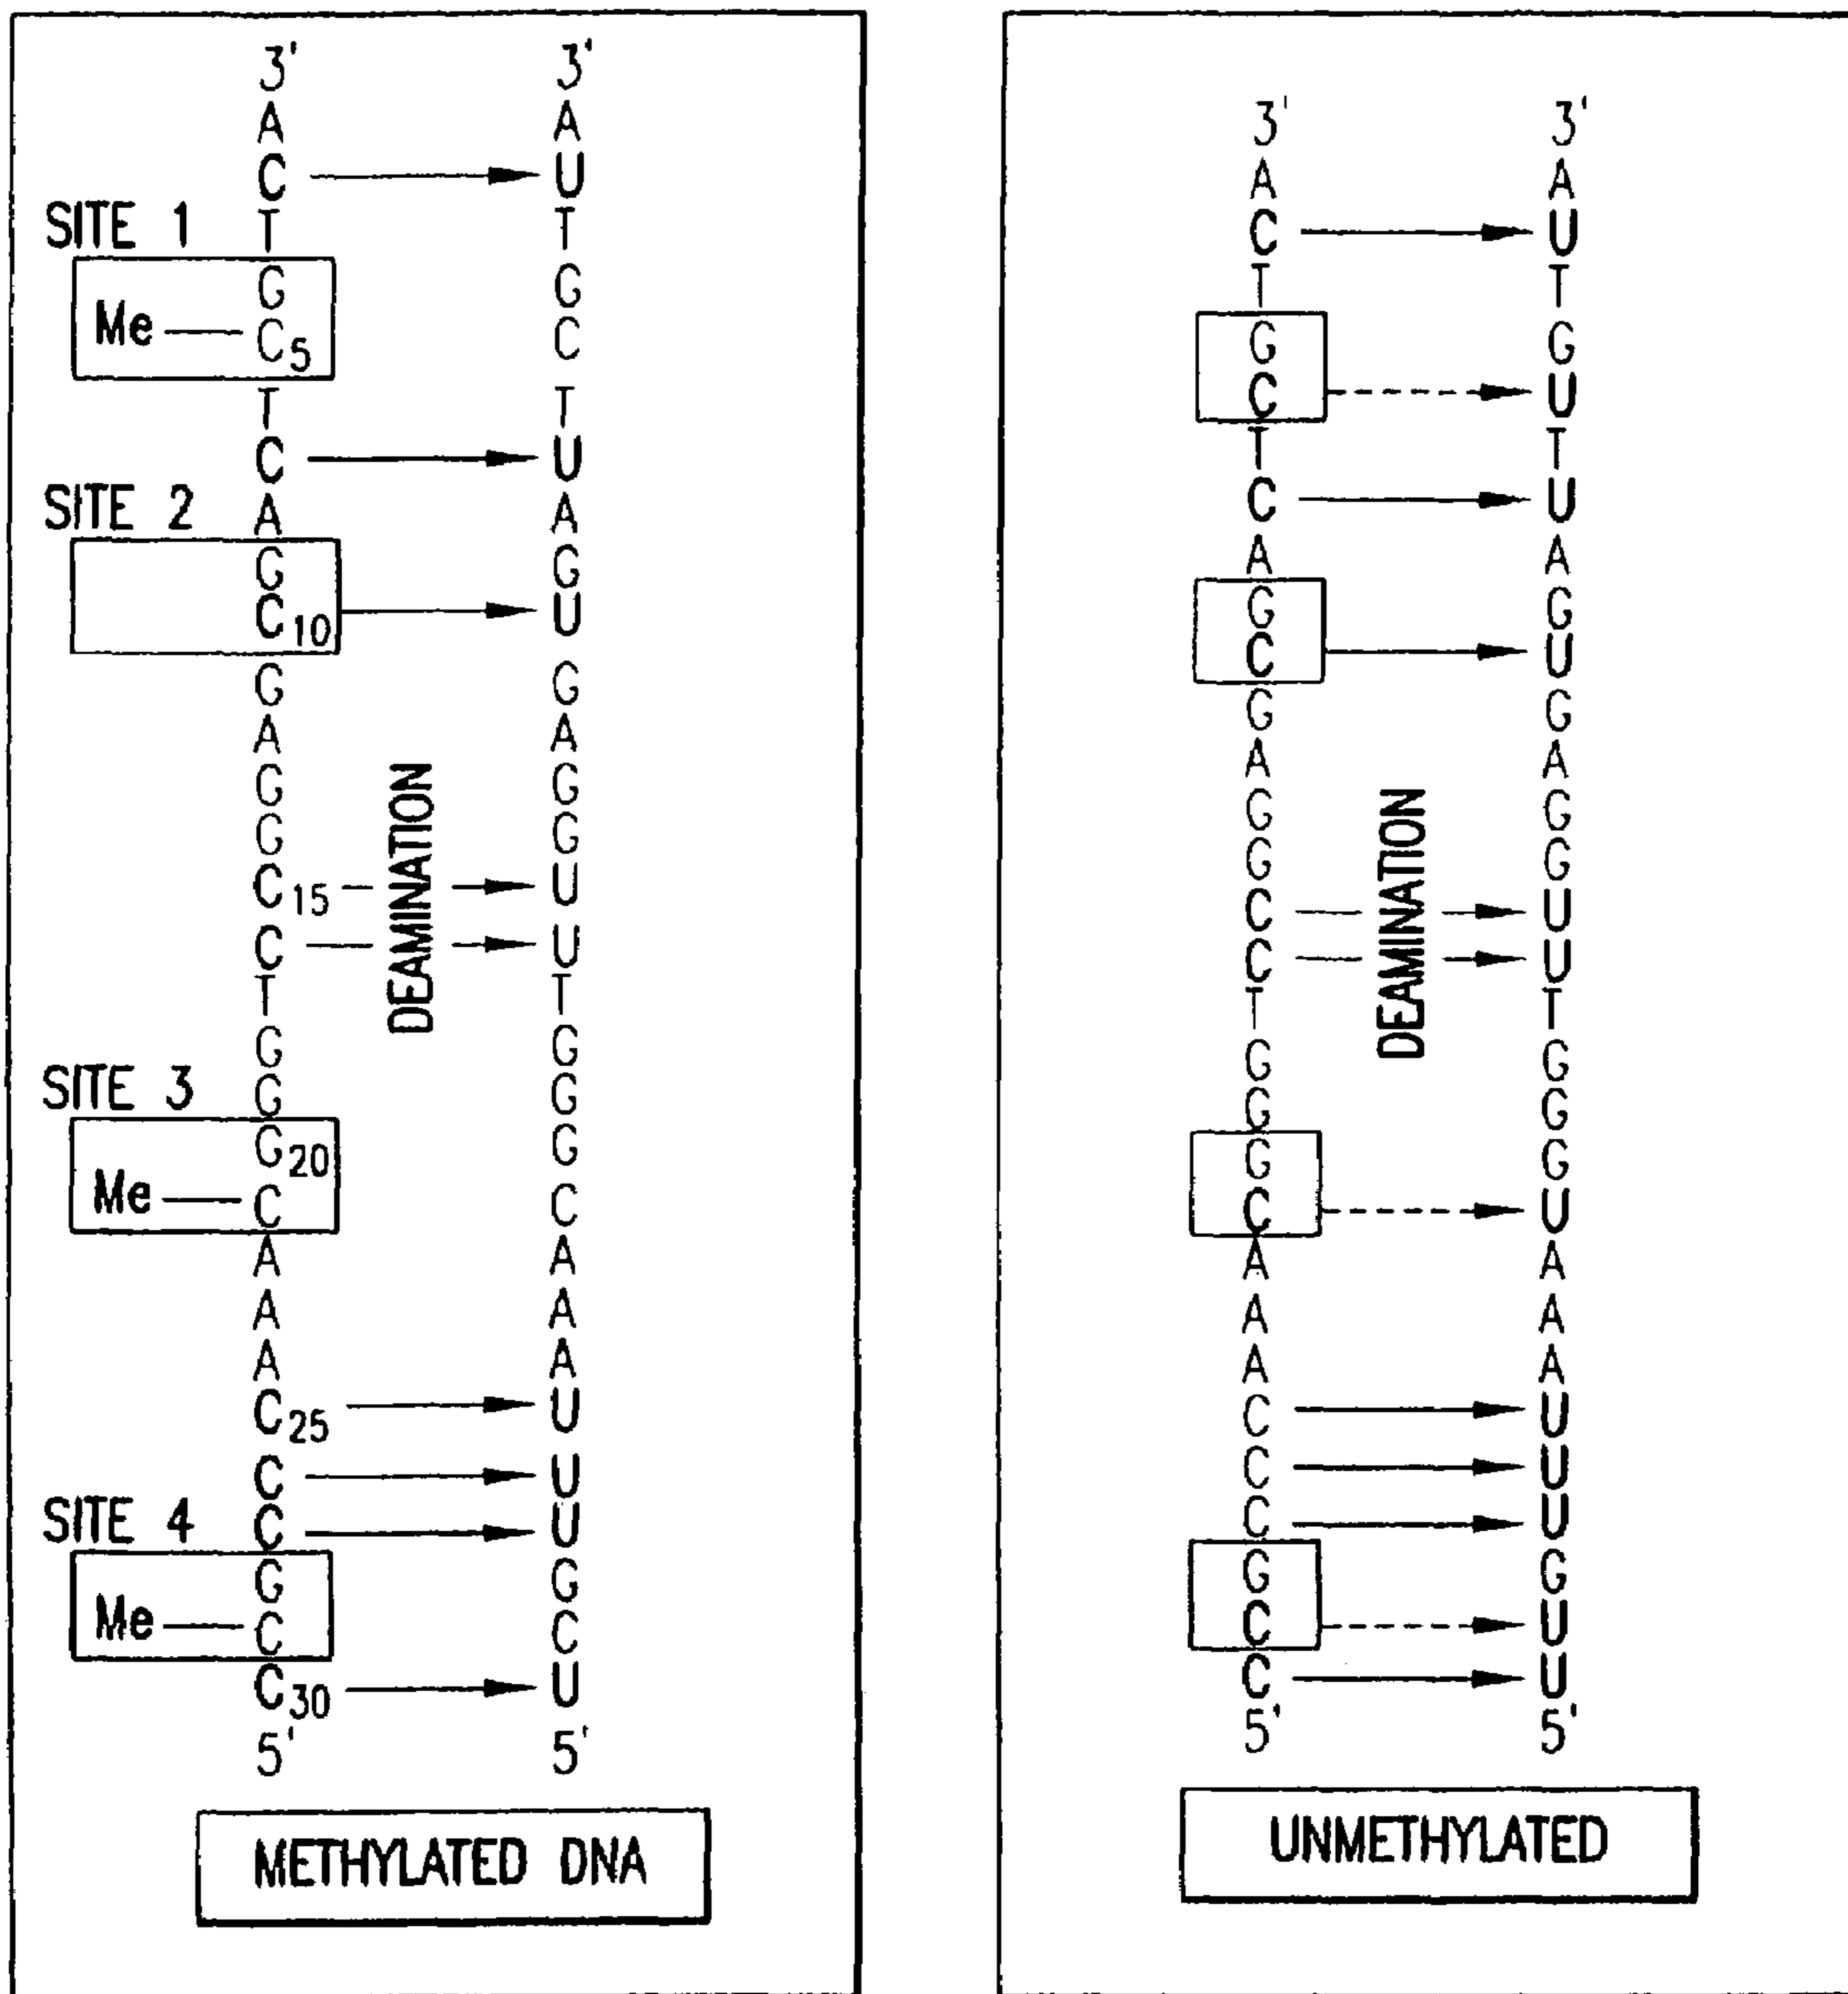 3' 3'
A A
C U
SITE 1
T T
G G
Me C5 C
T T
C U
SITE 2
A A
G G
C10 U
G G
A A
G G
G G
C15 U
C U
DEAMINATION
T T
G G
SITE 3
G G
G20 G
Me C C
A A
A A
A A
C25 U
C U
SITE 4
C U
G G
Me C C
C30 U
5' 5'
METHYLATED DNA
3' 3'
A A
C U
T T
G G
C U
T T
C U
A A
G G
C U
G G
A A
G G
G G
C U
C U
DEAMINATION
T T
G G
G G
G G
C U
A A
A A
A A
C U
C U
C U
G G
C U
C U
5' 5'
UNMETHYLATED